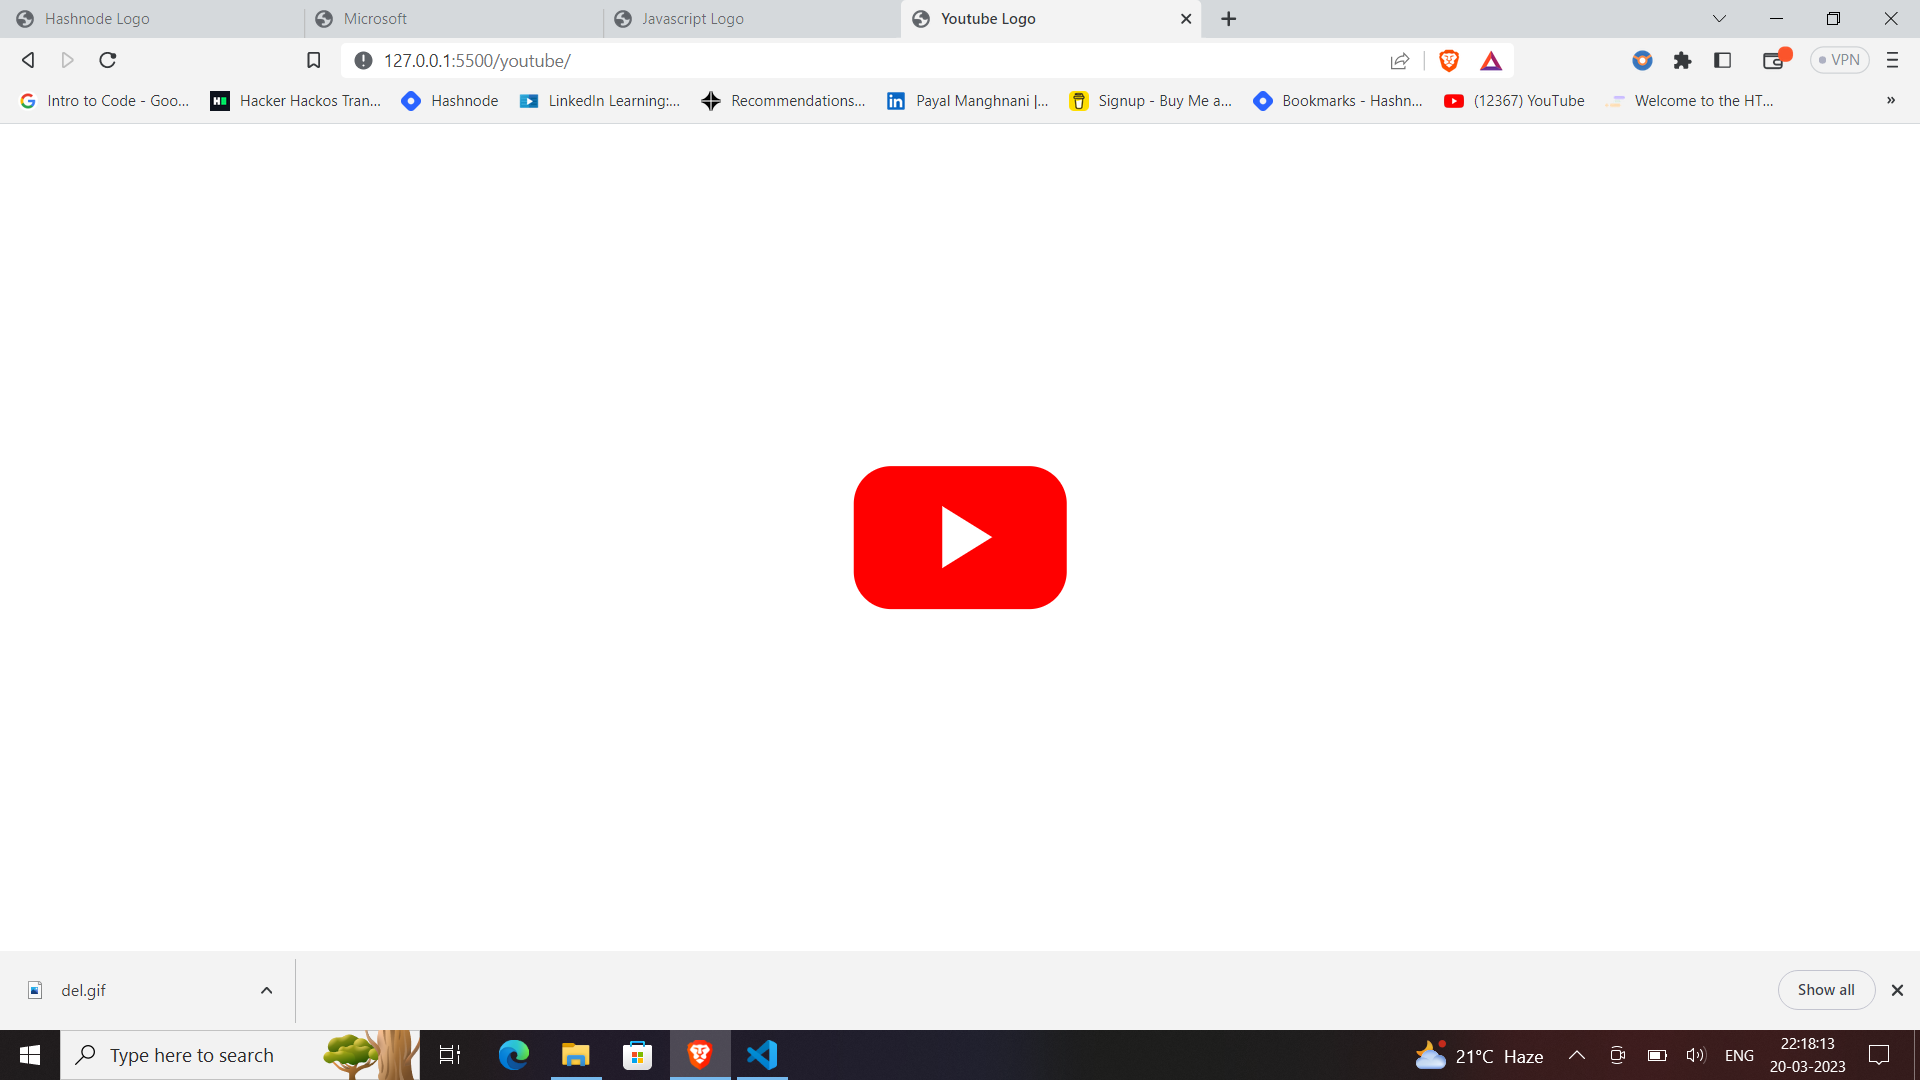 Hashnode Logo
Microsoft
Javascript Logo
Youtube Logo
127.0.0.1:5500/youtube/
VPN
Intro to Code - Goo...
Hacker Hackos Tran...
Hashnode
LinkedIn Learning:...
Recommendations...
Payal Manghnani |...
Signup - Buy Me a...
Bookmarks - Hashn...
(12367) YouTube
Welcome to the HT...
del.gif
Show all
Type here to search
21°C Haze
ENG
22:18:13
20-03-2023